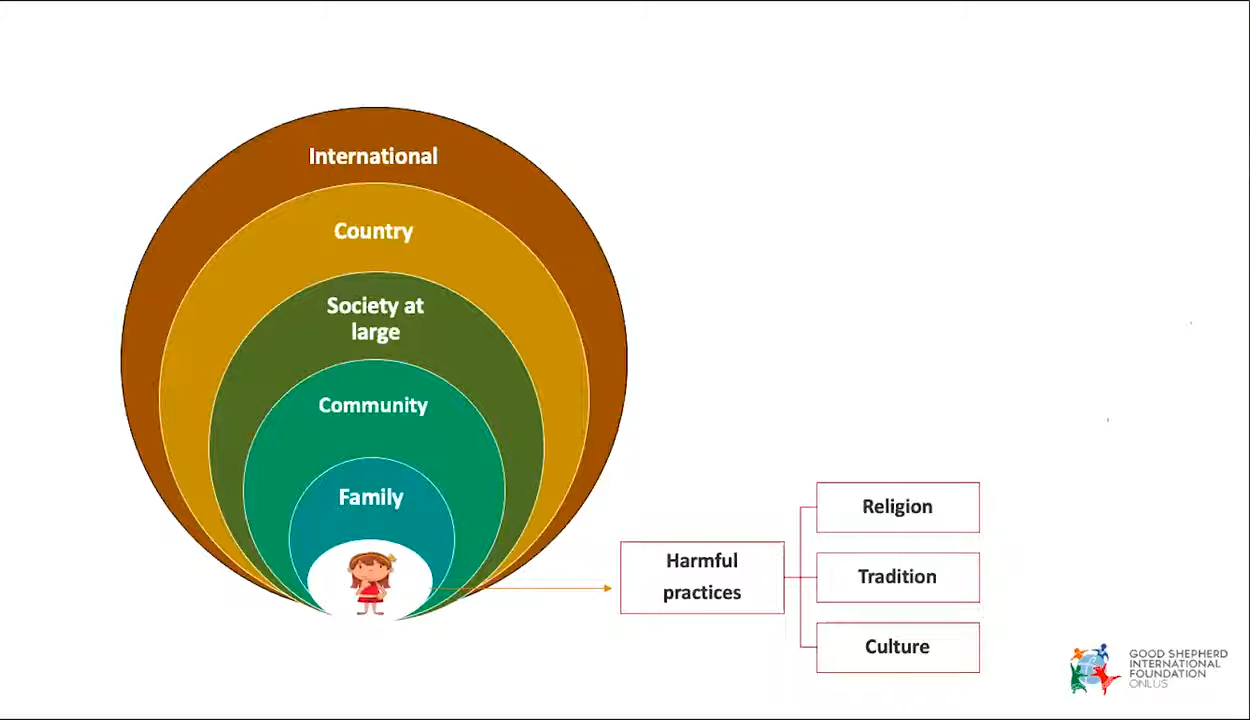 International
Country
Society at
large
Community
Family
Harmful
practices
Religion
Tradition
Culture
GOOD SHEPHERD
INTERNATIONAL
FOUNDATION
ONLUS